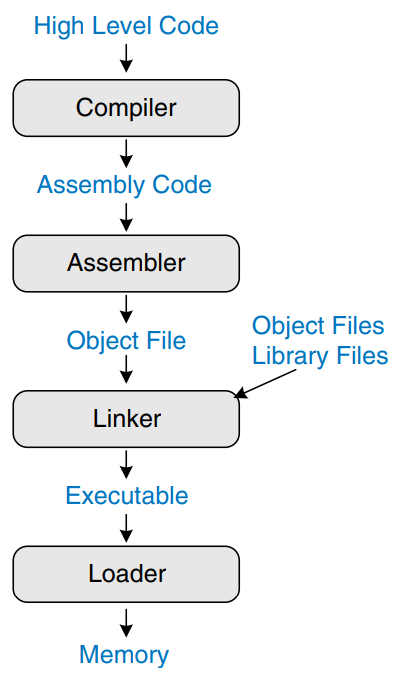 High Level Code
Compiler
Assembly Code
Assembler
Object File
Object Files
Library Files
Linker
Executable
Loader
Memory